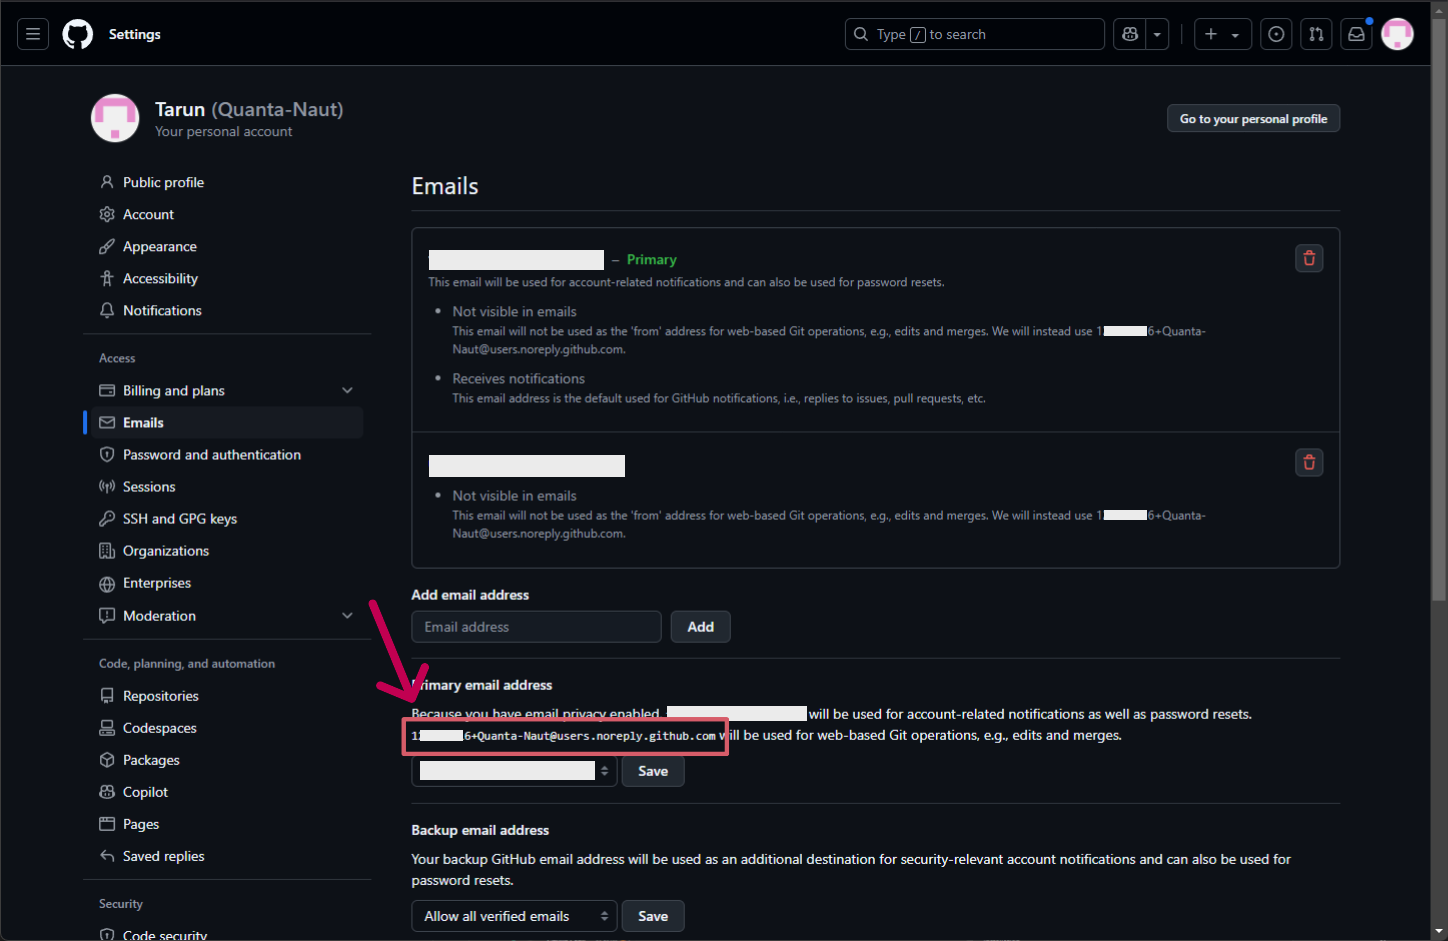 Settings
Type / to search
Tarun (Quanta-Naut)
Your personal account
Go to your personal profile
Public profile
Account
Appearance
Accessibility
Notifications
Access
Billing and plans
Emails
Password and authentication
Sessions
SSH and GPG keys
Organizations
Enterprises
Moderation
Code, planning, and automation
Repositories
Codespaces
Packages
Copilot
Pages
Saved replies
Security
Code security
Emails
– Primary
This email will be used for account-related notifications and can also be used for password resets.
• Not visible in emails
This email will not be used as the 'from' address for web-based Git operations, e.g., edits and merges. We will instead use 1 6+Quanta-
Naut@users.noreply.github.com.
• Receives notifications
This email address is the default used for GitHub notifications, i.e., replies to issues, pull requests, etc.
• Not visible in emails
This email will not be used as the 'from' address for web-based Git operations, e.g., edits and merges. We will instead use 1 6+Quanta-
Naut@users.noreply.github.com.
Add email address
Email address
Add
Primary email address
Because you have email privacy enabled, will be used for account-related notifications as well as password resets.
1 6+Quanta-Naut@users.noreply.github.com will be used for web-based Git operations, e.g., edits and merges.
Save
Backup email address
Your backup GitHub email address will be used as an additional destination for security-relevant account notifications and can also be used for
password resets.
Allow all verified emails
Save